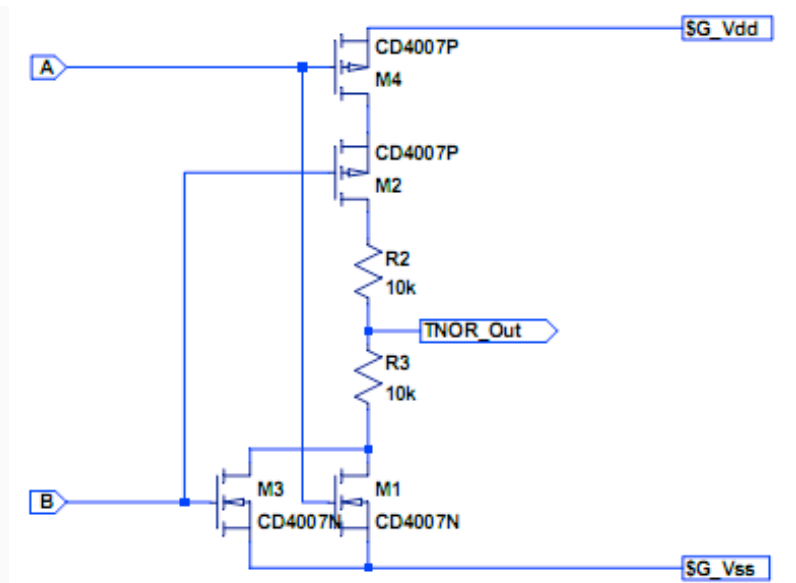 $G_Vdd
CD4007P
A
M4
CD4007P
M2
R2
10k
TNOR_Out
R3
10k
M3
M1
B
CD4007N
CD4007N
$G_Vss